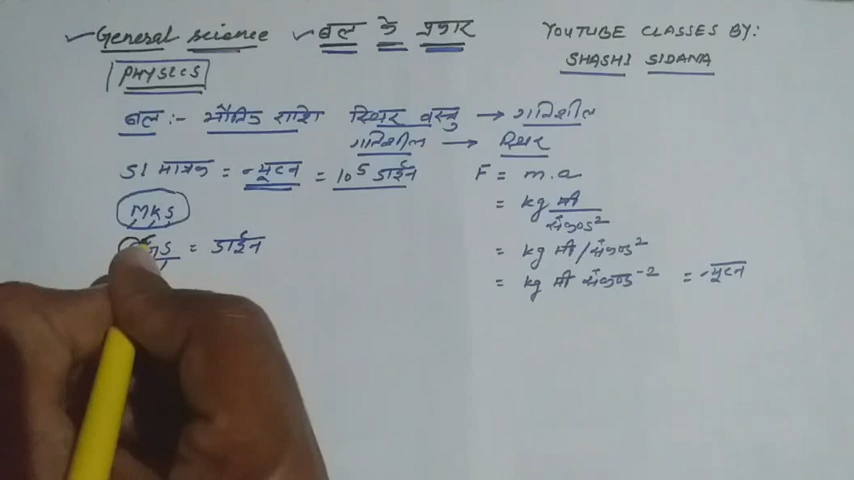 General science बल के प्रकार YOUTUBE CLASSES BY:
PHYSICS SHASHI SIDANA
बल :- भौतिक राशि स्थिर वस्तु → गतिशील
गतिशील → स्थिर
SI मात्रक = न्यूटन = 10⁵ डाईन F = m.a
MKS = kg मी/सेकण्ड²
GS = डाईन = kg मी/सेकण्ड²
= kg मी सेकण्ड⁻² = न्यूटन